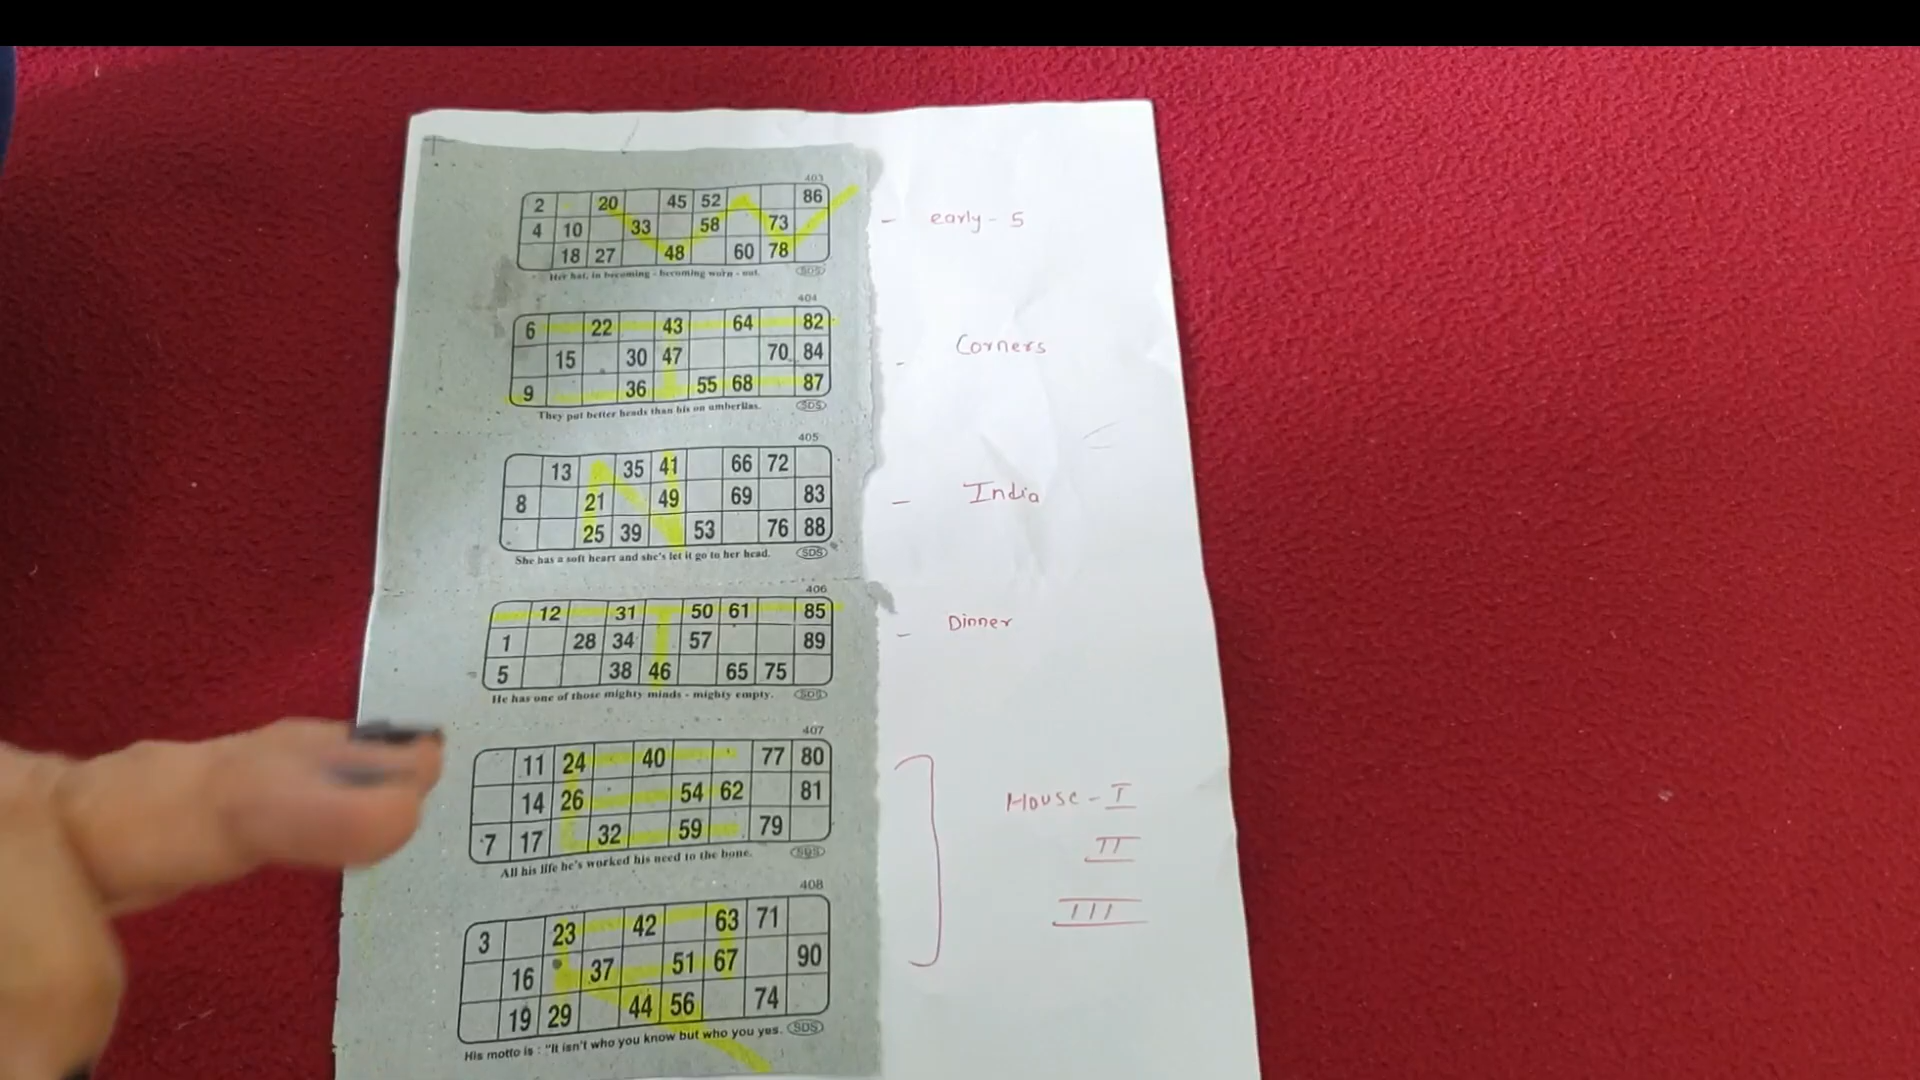 403
2 20 45 52 86
4 10 33 58 73
18 27 48 60 78
Her hat, in becoming - becoming worn - out. SDS
- early - 5
404
6 22 43 64 82
15 30 47 70 84
9 36 55 68 87
They put better heads than his on umberllas. SDS
- Corners
405
13 35 41 66 72
8 21 49 69 83
25 39 53 76 88
She has a soft heart and she's let it go to her head. SDS
- India
406
12 31 50 61 85
1 28 34 57 89
5 38 46 65 75
He has one of those mighty minds - mighty empty. SDS
- Dinner
407
11 24 40 77 80
14 26 54 62 81
7 17 32 59 79
All his life he's worked his need to the bone. SDS
408
3 23 42 63 71
16 37 51 67 90
19 29 44 56 74
His motto is : "It isn't who you know but who you yes. SDS
House - I
II
III